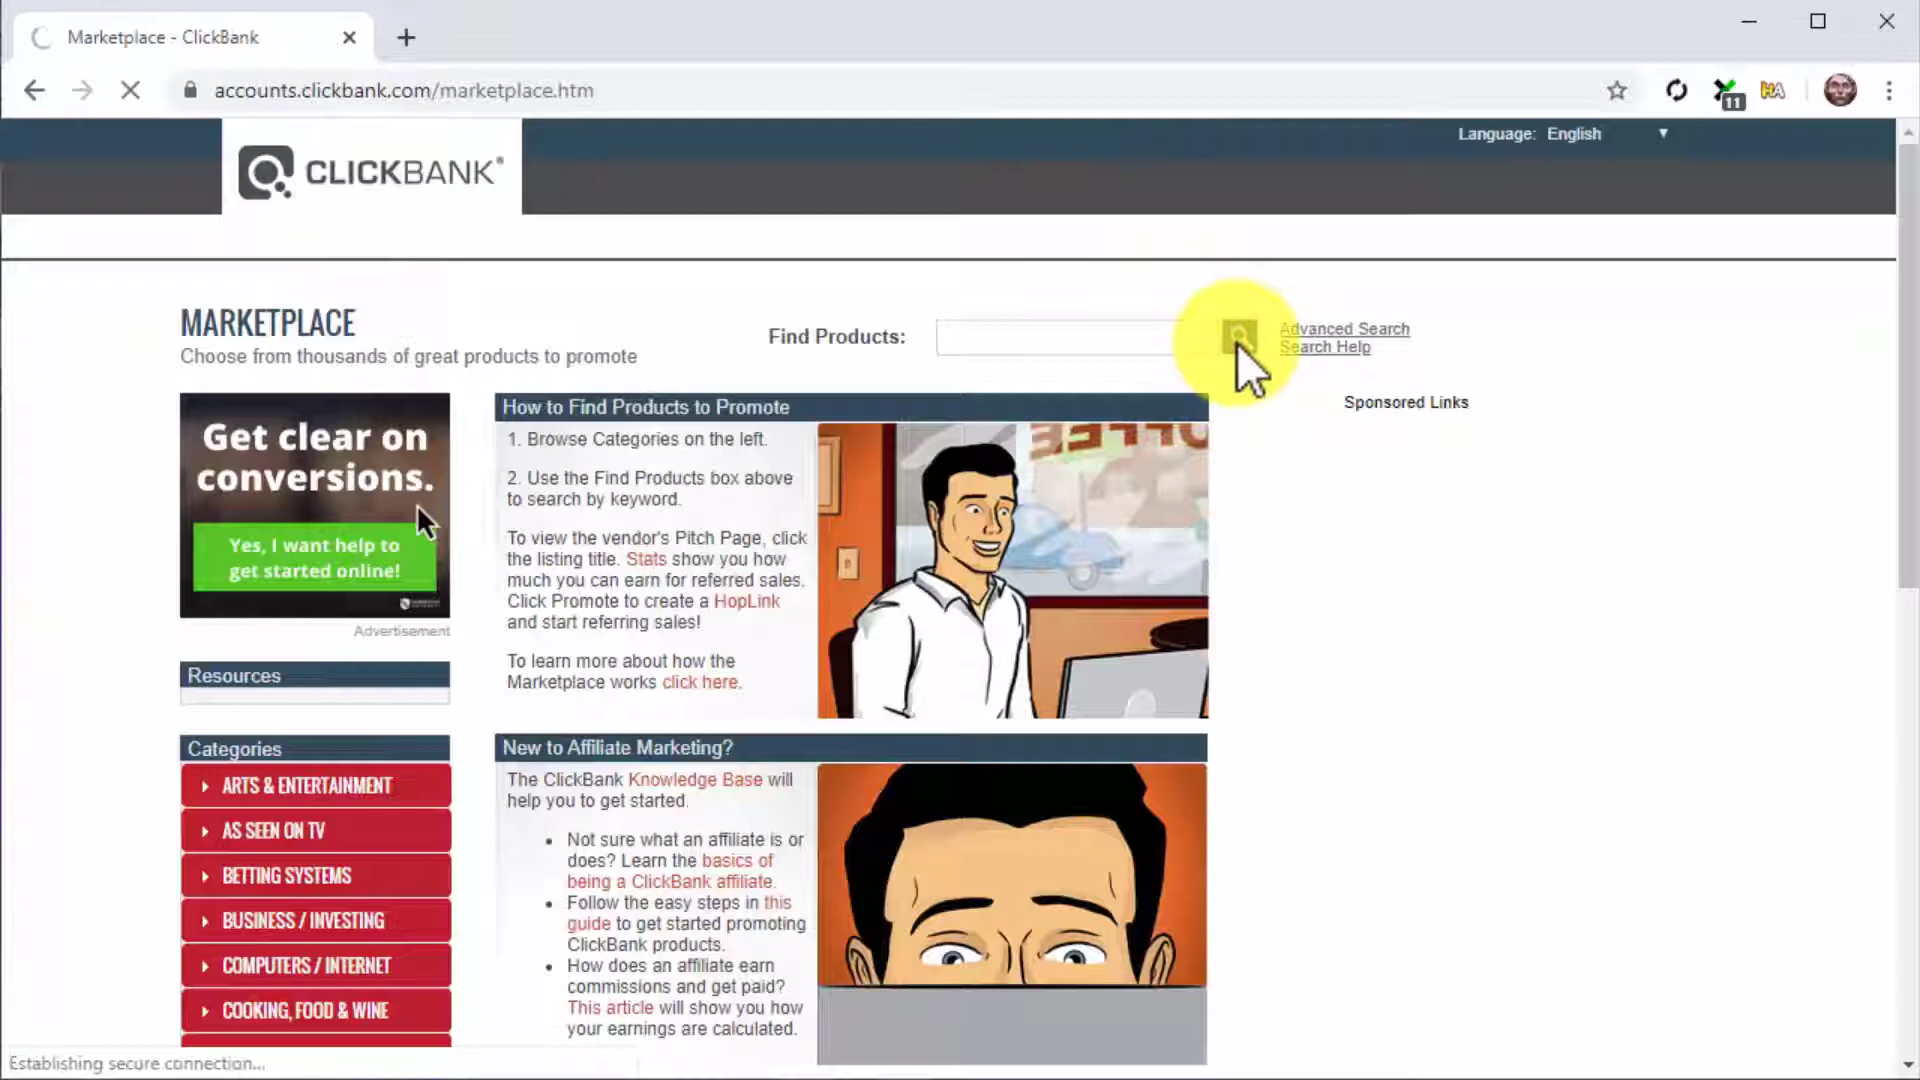 Marketplace - ClickBank
accounts.clickbank.com/marketplace.htm
11
HA
Language: English
CLICKBANK®
MARKETPLACE
Choose from thousands of great products to promote
Find Products:
Advanced Search
Search Help
Get clear on
conversions.
Yes, I want help to
get started online!
Advertisement
Resources
Categories
ARTS & ENTERTAINMENT
AS SEEN ON TV
BETTING SYSTEMS
BUSINESS / INVESTING
COMPUTERS / INTERNET
COOKING, FOOD & WINE
How to Find Products to Promote
1. Browse Categories on the left.
2. Use the Find Products box above
to search by keyword.
To view the vendor's Pitch Page, click
the listing title. Stats show you how
much you can earn for referred sales.
Click Promote to create a HopLink
and start referring sales!
To learn more about how the
Marketplace works click here.
COFFEE
New to Affiliate Marketing?
The ClickBank Knowledge Base will
help you to get started.
Not sure what an affiliate is or
does? Learn the basics of
being a ClickBank affiliate.
Follow the easy steps in this
guide to get started promoting
ClickBank products.
How does an affiliate earn
commissions and get paid?
This article will show you how
your earnings are calculated.
Sponsored Links
Establishing secure connection...